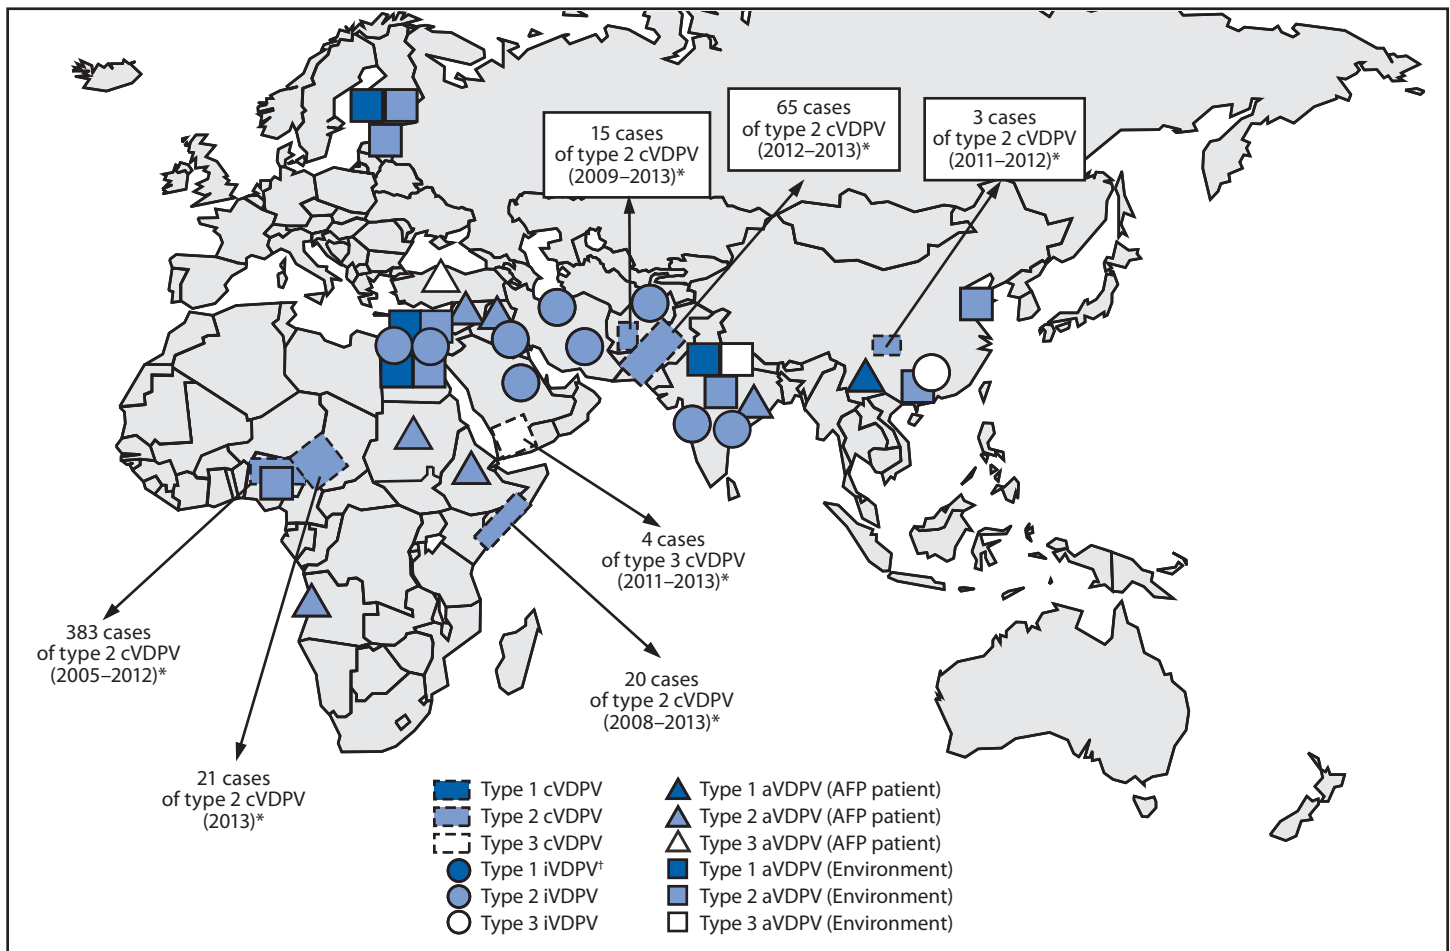 15 cases
of type 2 cVDPV
(2009–2013)*
65 cases
of type 2 cVDPV
(2012–2013)*
3 cases
of type 2 cVDPV
(2011–2012)*
4 cases
of type 3 cVDPV
(2011–2013)*
383 cases
of type 2 cVDPV
(2005–2012)*
20 cases
of type 2 cVDPV
(2008–2013)*
21 cases
of type 2 cVDPV
(2013)*
Type 1 cVDPV
Type 2 cVDPV
Type 3 cVDPV
Type 1 iVDPV†
Type 2 iVDPV
Type 3 iVDPV
Type 1 aVDPV (AFP patient)
Type 2 aVDPV (AFP patient)
Type 3 aVDPV (AFP patient)
Type 1 aVDPV (Environment)
Type 2 aVDPV (Environment)
Type 3 aVDPV (Environment)